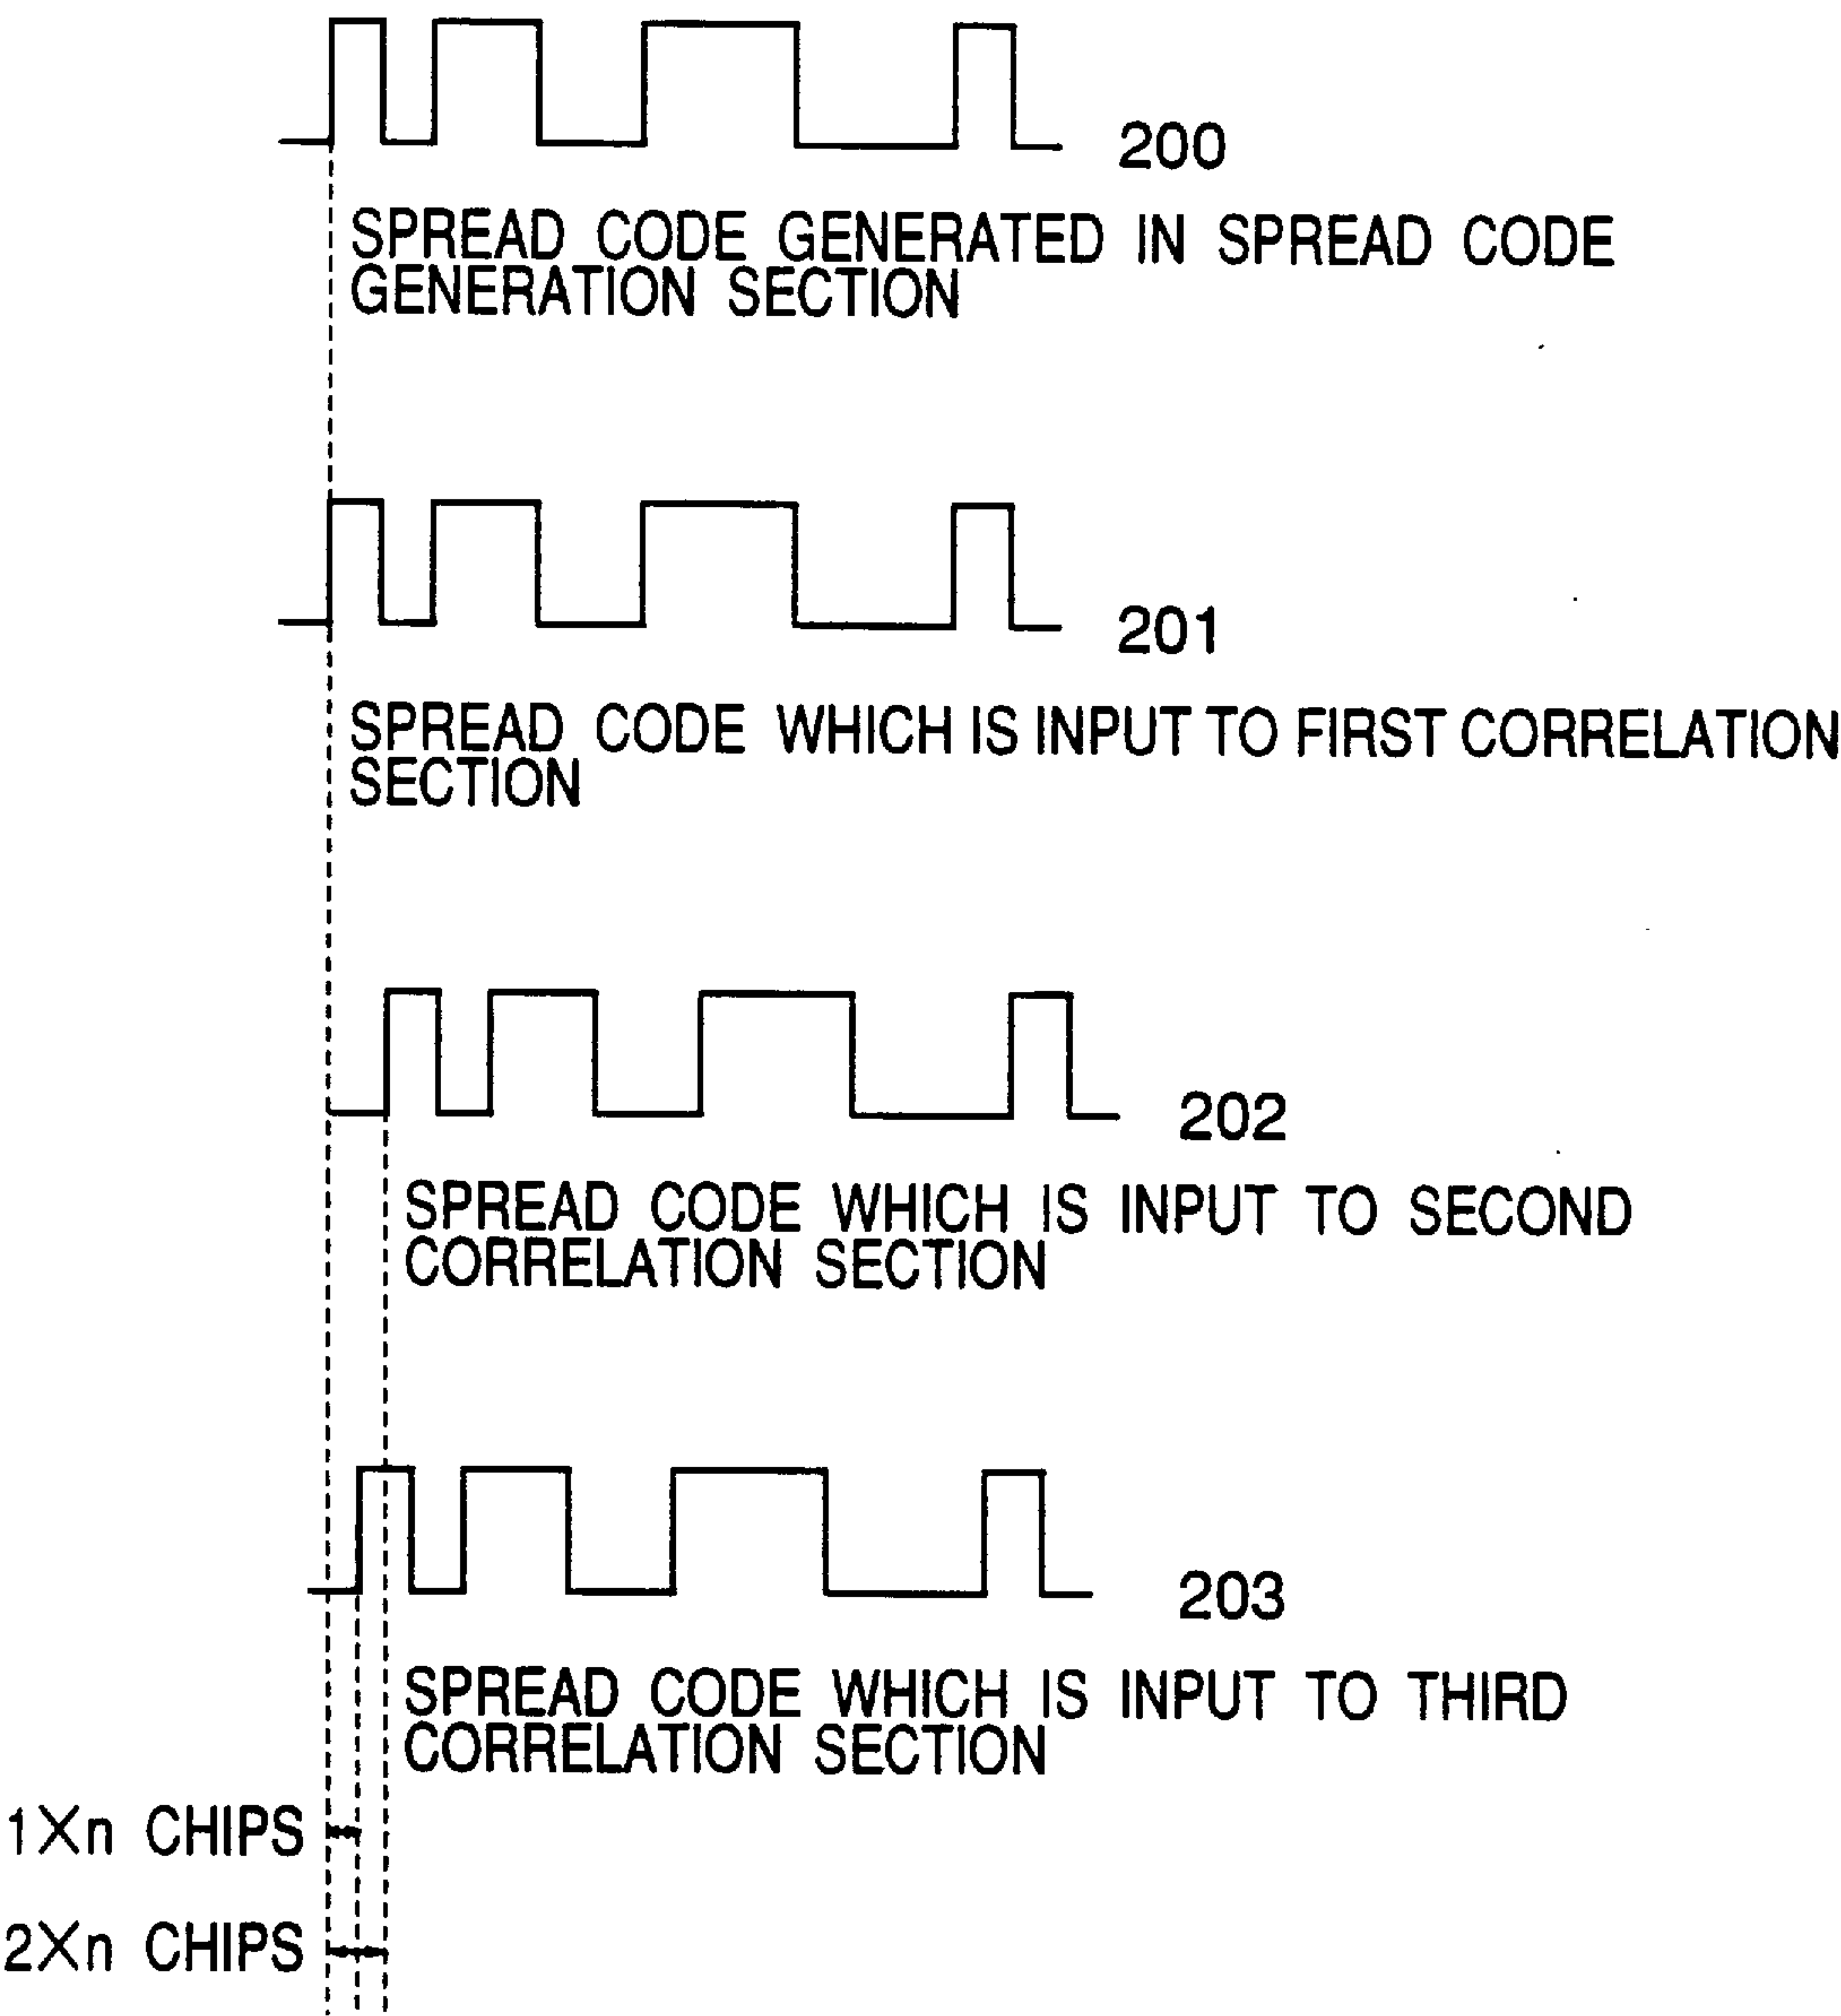 200
SPREAD CODE GENERATED IN SPREAD CODE
GENERATION SECTION
201
SPREAD CODE WHICH IS INPUT TO FIRST CORRELATION
SECTION
202
SPREAD CODE WHICH IS INPUT TO SECOND
CORRELATION SECTION
203
SPREAD CODE WHICH IS INPUT TO THIRD
CORRELATION SECTION
1Xn CHIPS
2Xn CHIPS